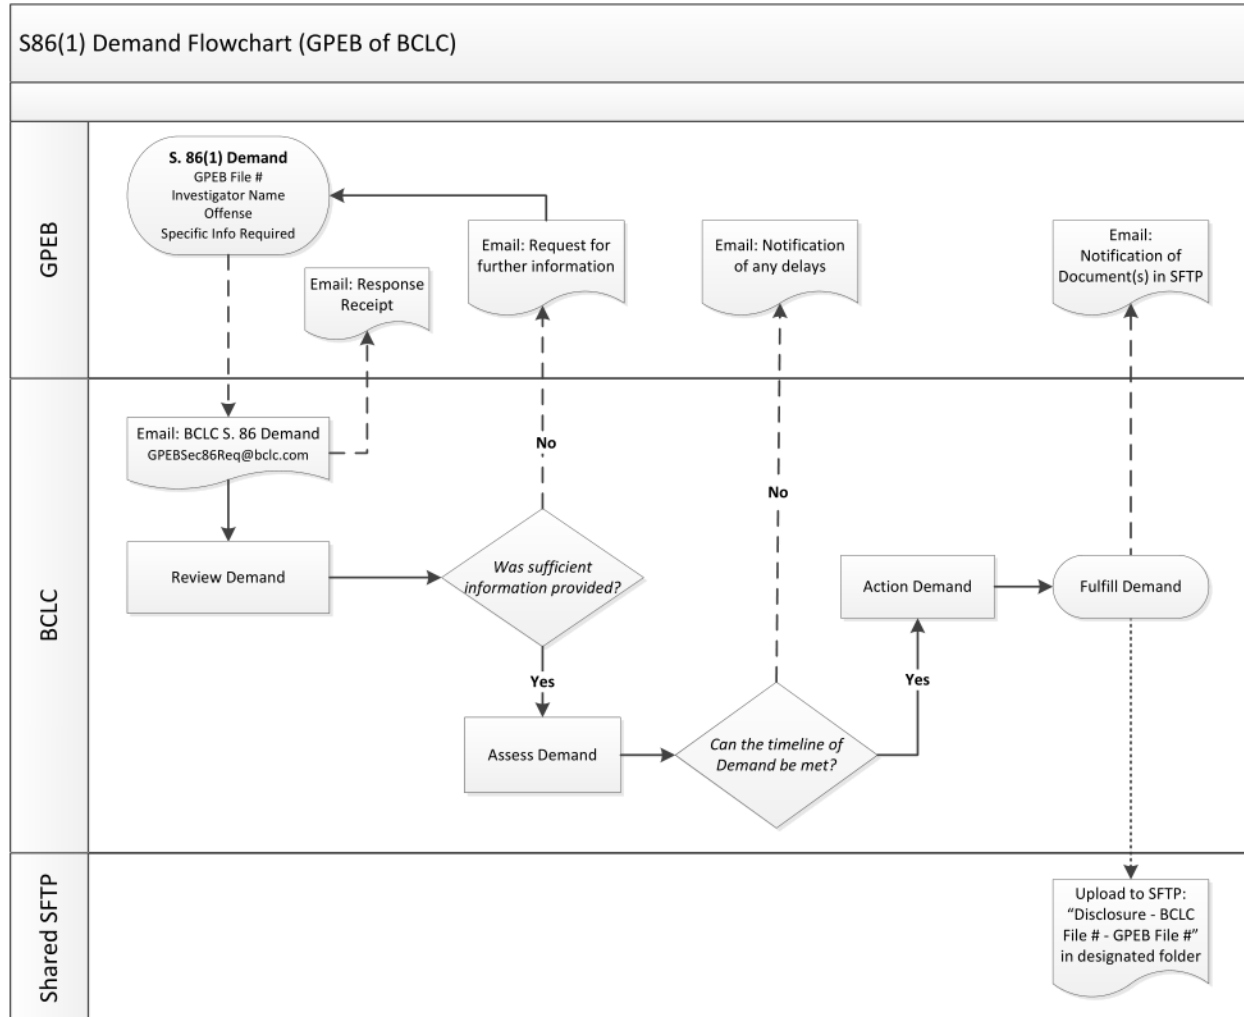 S86(1) Demand Flowchart (GPEB of BCLC)
GPEB
S. 86(1) Demand
GPEB File #
Investigator Name
Offense
Specific Info Required
Email: Response
Receipt
Email: Request for
further information
Email: Notification
of any delays
Email:
Notification of
Document(s) in SFTP
BCLC
Email: BCLC S. 86 Demand
GPEBSec86Req@bclc.com
Review Demand
Was sufficient
information provided?
No
Yes
Assess Demand
Can the timeline of
Demand be met?
No
Yes
Action Demand
Fulfill Demand
Shared SFTP
Upload to SFTP:
“Disclosure - BCLC
File # - GPEB File #”
in designated folder